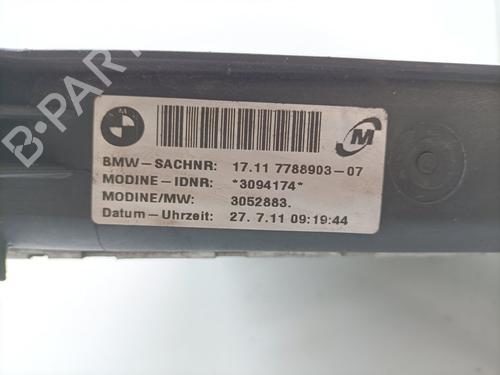 B-PARTS
BMW-SACHNR: 17.11 7788903-07
MODINE-IDNR: *3094174*
MODINE/MW: 3052883.
Datum-Uhrzeit: 27. 7.11 09:19:44